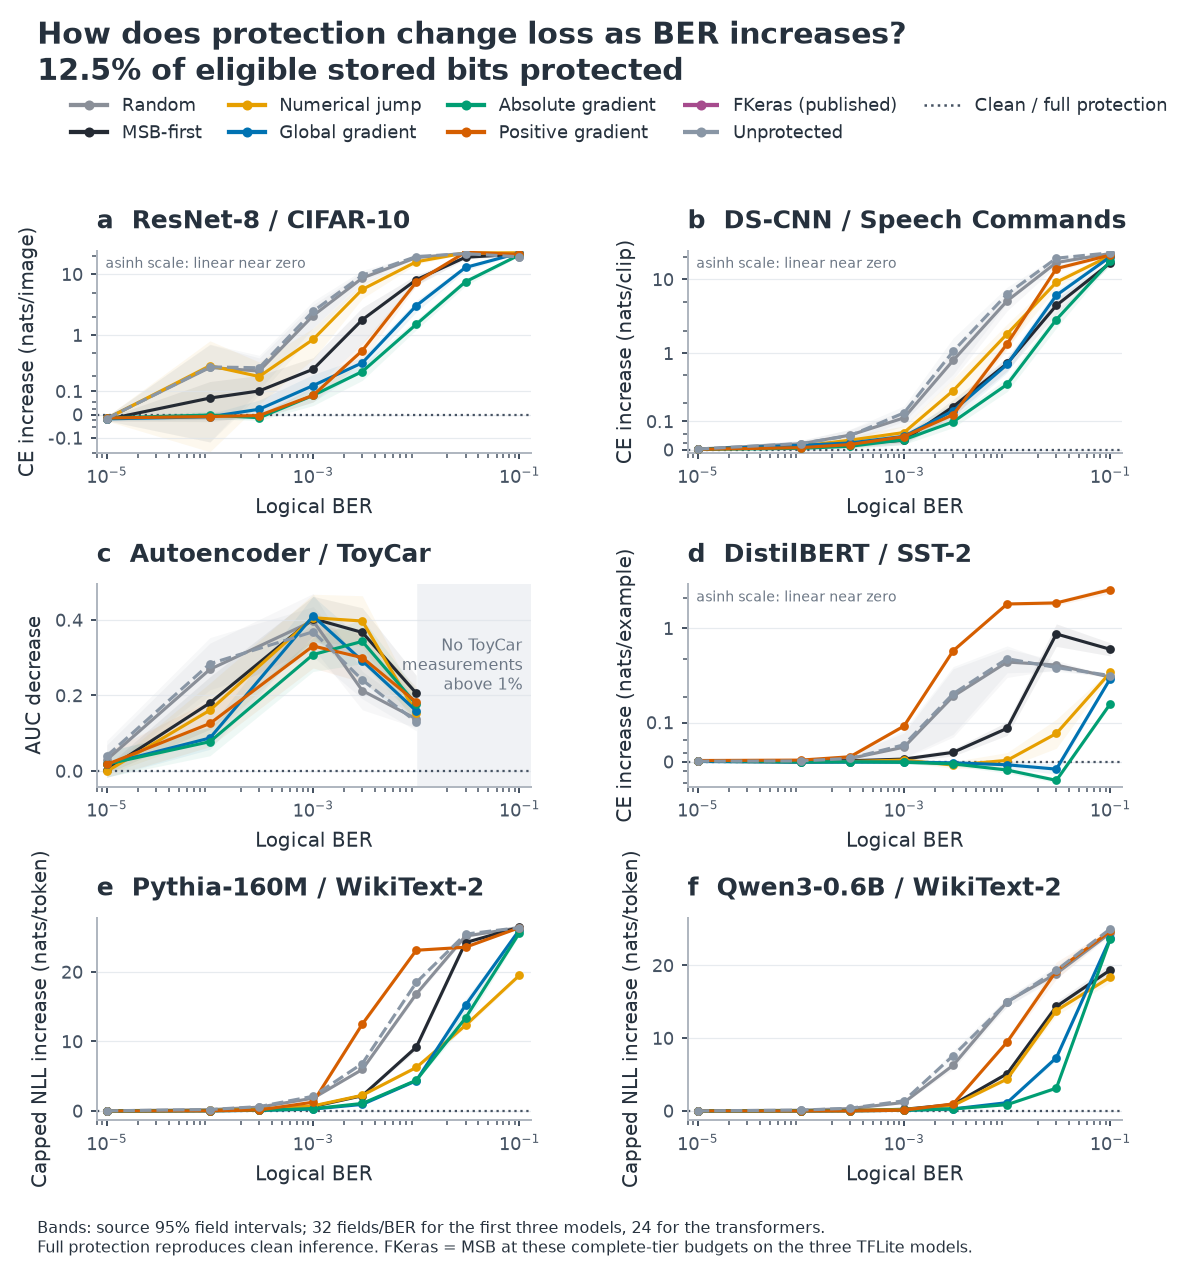 How does protection change loss as BER increases?
12.5% of eligible stored bits protected
Random
Numerical jump
Absolute gradient
FKeras (published)
Clean / full protection
MSB-first
Global gradient
Positive gradient
Unprotected
a ResNet-8 / CIFAR-10
CE increase (nats/image)
asinh scale: linear near zero
10
1
0.1
0
-0.1
10⁻⁵
10⁻³
10⁻¹
Logical BER
b DS-CNN / Speech Commands
CE increase (nats/clip)
asinh scale: linear near zero
10
1
0.1
0
10⁻⁵
10⁻³
10⁻¹
Logical BER
c Autoencoder / ToyCar
AUC decrease
0.4
0.2
0.0
No ToyCar
measurements
above 1%
10⁻⁵
10⁻³
10⁻¹
Logical BER
d DistilBERT / SST-2
CE increase (nats/example)
asinh scale: linear near zero
1
0.1
0
10⁻⁵
10⁻³
10⁻¹
Logical BER
e Pythia-160M / WikiText-2
Capped NLL increase (nats/token)
20
10
0
10⁻⁵
10⁻³
10⁻¹
Logical BER
f Qwen3-0.6B / WikiText-2
Capped NLL increase (nats/token)
20
10
0
10⁻⁵
10⁻³
10⁻¹
Logical BER
Bands: source 95% field intervals; 32 fields/BER for the first three models, 24 for the transformers.
Full protection reproduces clean inference. FKeras = MSB at these complete-tier budgets on the three TFLite models.